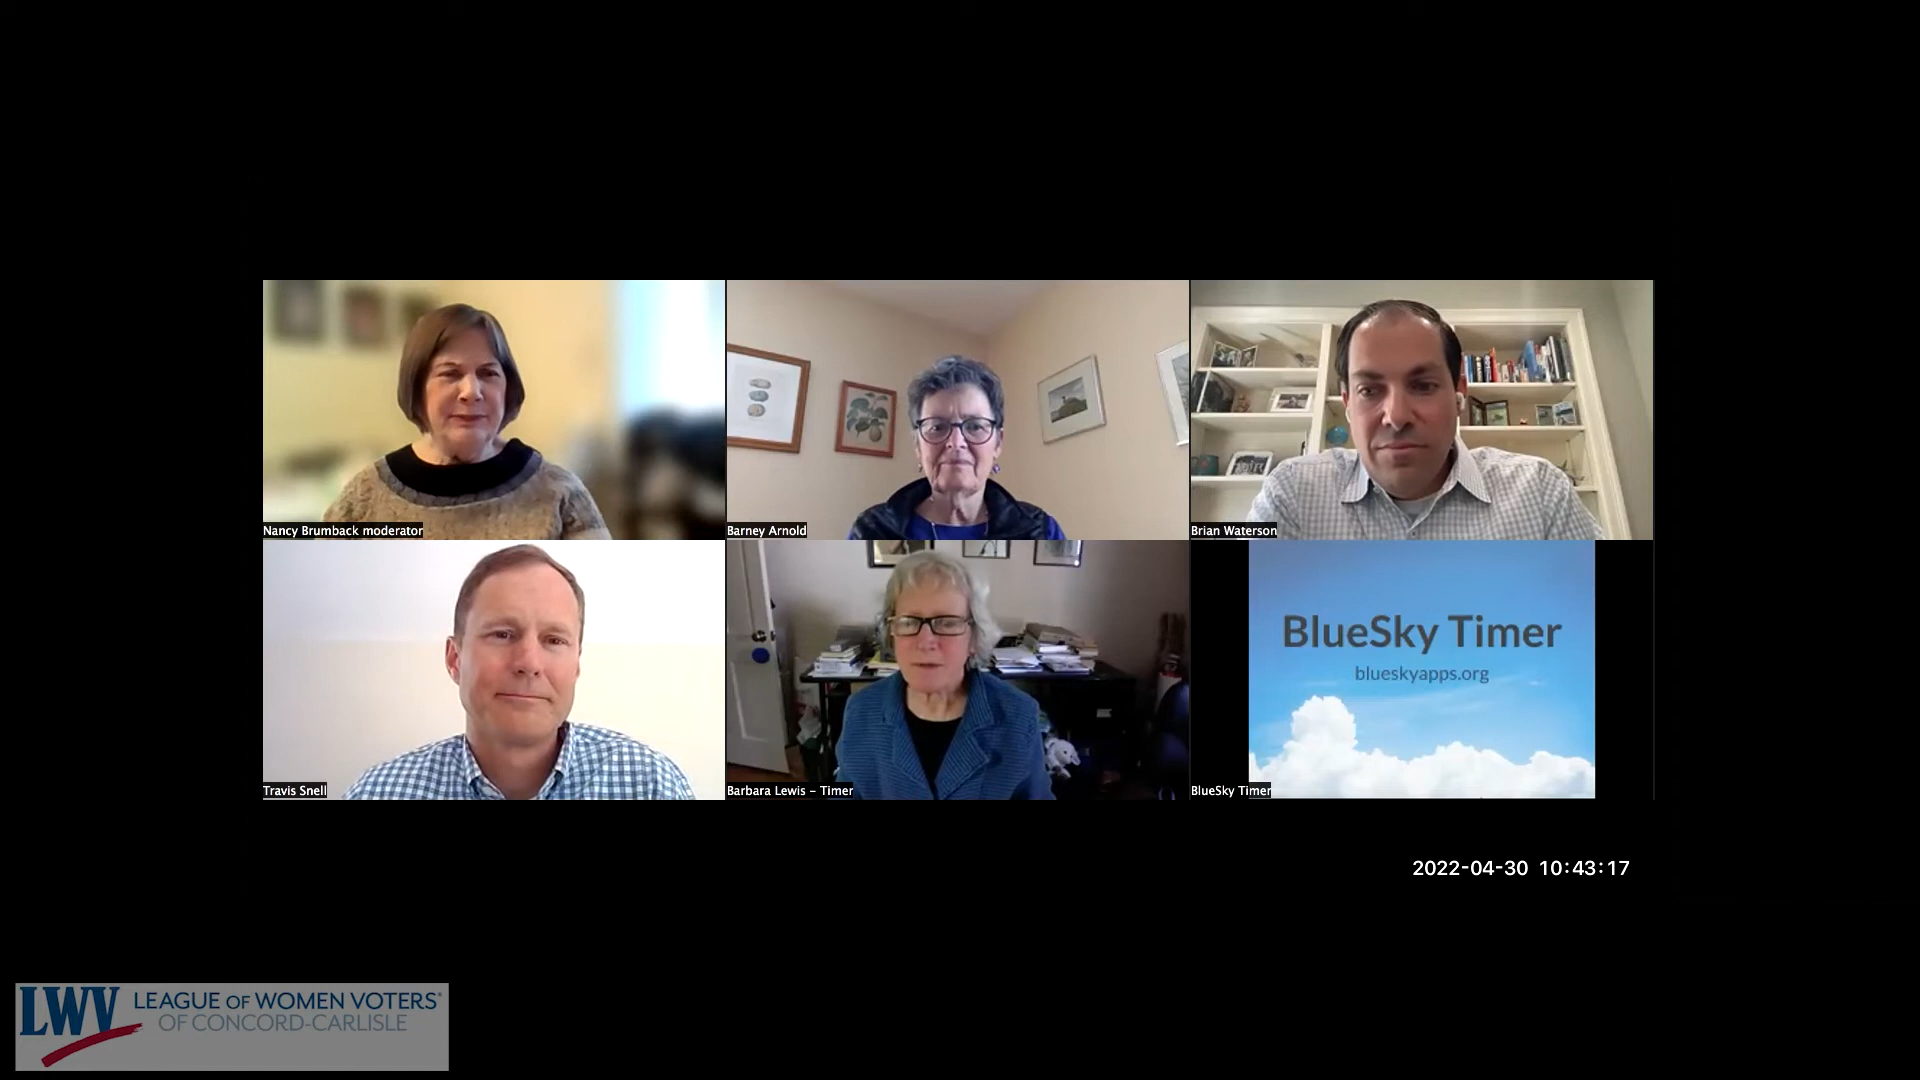 Nancy Brumback moderator
Barney Arnold
Brian Waterson
BlueSky Timer
blueskyapps.org
Travis Snell
Barbara Lewis - Timer
BlueSky Timer
2022-04-30 10:43:17
LWV LEAGUE OF WOMEN VOTERS®
OF CONCORD-CARLISLE